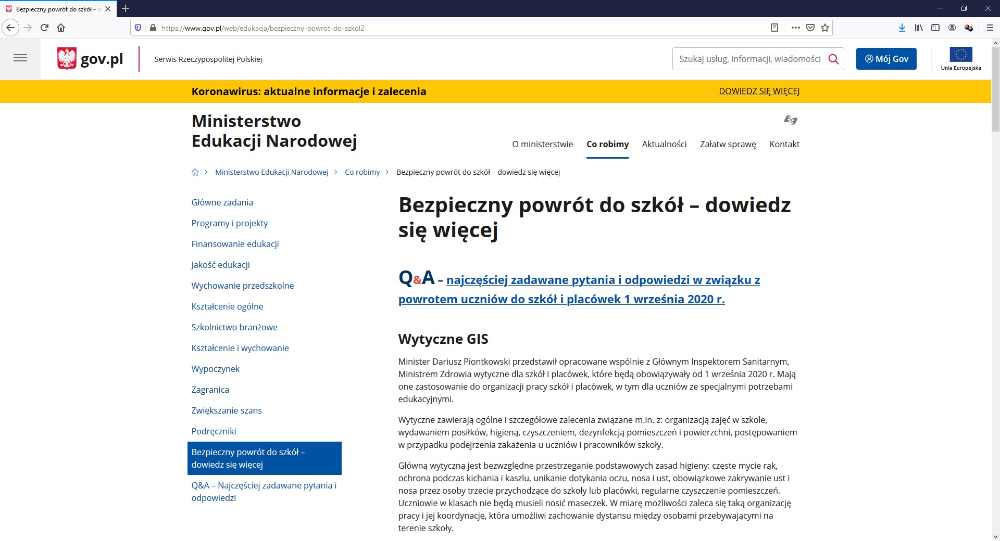 Bezpieczny powrót do szkół – d
https://www.gov.pl/web/edukacja/bezpieczny-powrot-do-szkol2
gov.pl
Serwis Rzeczypospolitej Polskiej
Szukaj usług, informacji, wiadomości
Mój Gov
Unia Europejska
Koronawirus: aktualne informacje i zalecenia
DOWIEDZ SIĘ WIĘCEJ
Ministerstwo
Edukacji Narodowej
O ministerstwie Co robimy Aktualności Załatw sprawę Kontakt
Ministerstwo Edukacji Narodowej > Co robimy > Bezpieczny powrót do szkół – dowiedz się więcej
Główne zadania
Programy i projekty
Finansowanie edukacji
Jakość edukacji
Wychowanie przedszkolne
Kształcenie ogólne
Szkolnictwo branżowe
Kształcenie i wychowanie
Wypoczynek
Zagranica
Zwiększanie szans
Podręczniki
Bezpieczny powrót do szkół –
dowiedz się więcej
Q&A – Najczęściej zadawane pytania i
odpowiedzi
Bezpieczny powrót do szkół – dowiedz
się więcej
Q&A – najczęściej zadawane pytania i odpowiedzi w związku z
powrotem uczniów do szkół i placówek 1 września 2020 r.
Wytyczne GIS
Minister Dariusz Piontkowski przedstawił opracowane wspólnie z Głównym Inspektorem Sanitarnym,
Ministrem Zdrowia wytyczne dla szkół i placówek, które będą obowiązywały od 1 września 2020 r. Mają
one zastosowanie do organizacji pracy szkół i placówek, w tym dla uczniów ze specjalnymi potrzebami
edukacyjnymi.
Wytyczne zawierają ogólne i szczegółowe zalecenia związane m.in. z: organizacją zajęć w szkole,
wydawaniem posiłków, higieną, czyszczeniem, dezynfekcją pomieszczeń i powierzchni, postępowaniem
w przypadku podejrzenia zakażenia u uczniów i pracowników szkoły.
Główną wytyczną jest bezwzględne przestrzeganie podstawowych zasad higieny: częste mycie rąk,
ochrona podczas kichania i kaszlu, unikanie dotykania oczu, nosa i ust, obowiązkowe zakrywanie ust i
nosa przez osoby trzecie przychodzące do szkoły lub placówki, regularne czyszczenie pomieszczeń.
Uczniowie w klasach nie będą musieli nosić maseczek. W miarę możliwości zaleca się taką organizację
pracy i jej koordynację, która umożliwi zachowanie dystansu między osobami przebywającymi na
terenie szkoły.